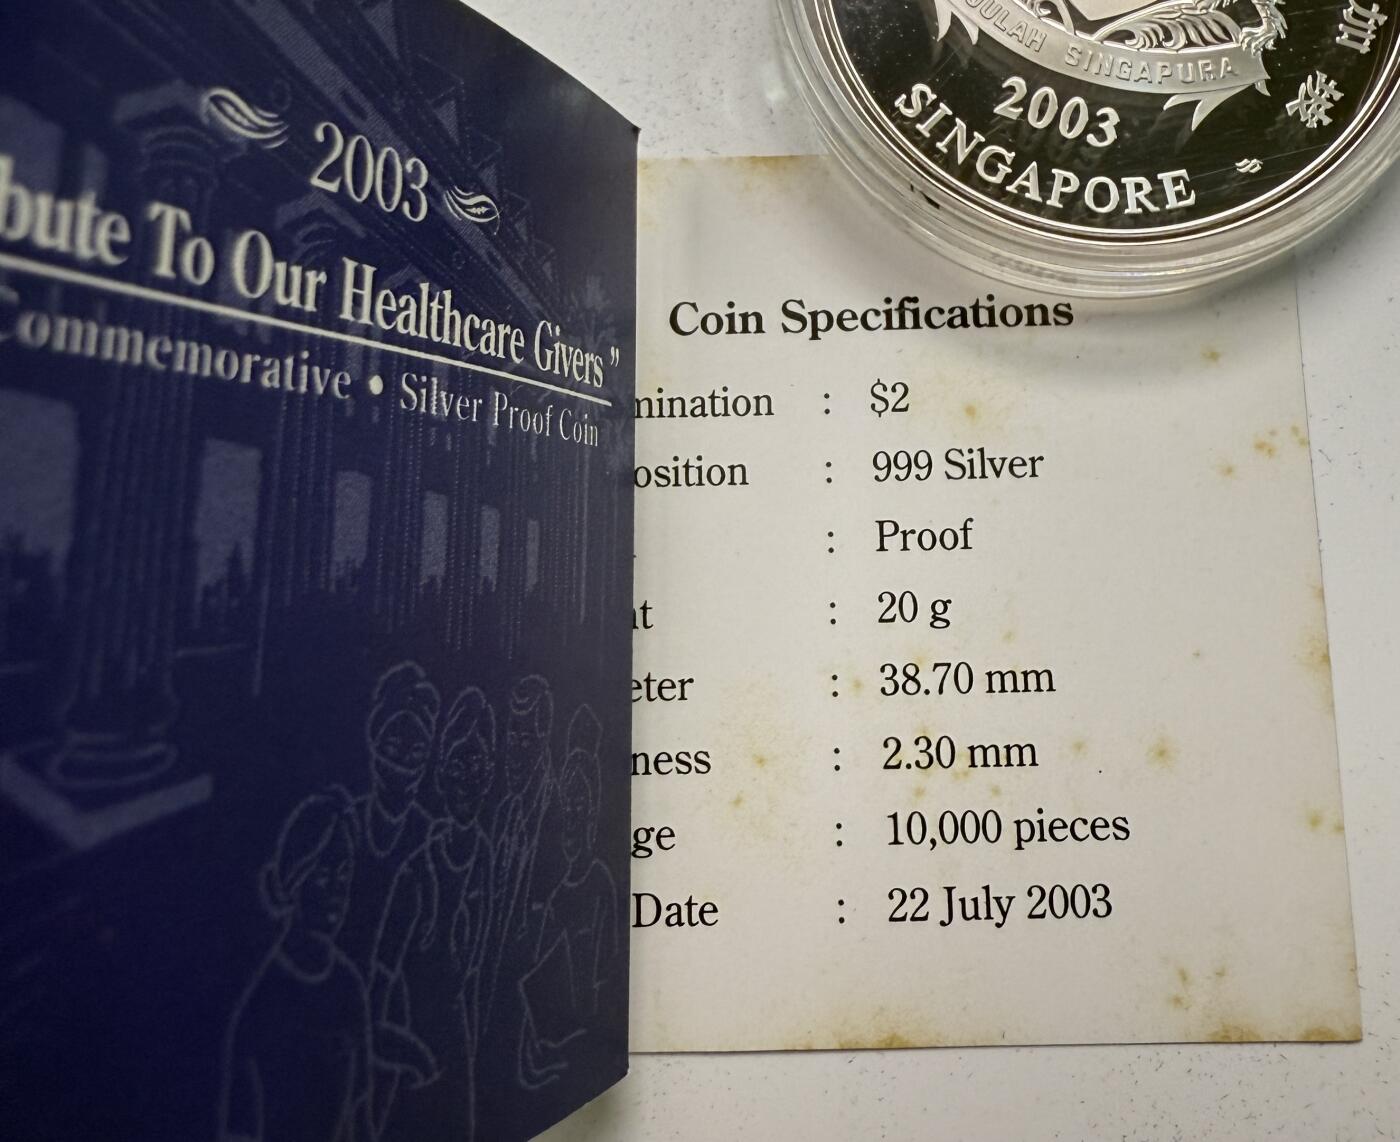 2003
bute To Our Healthcare Givers”
Commemorative • Silver Proof Coin
ULAH SINGAPURA
2003
SINGAPORE
加
Coin Specifications
mination : $2
osition : 999 Silver
: Proof
t : 20 g
eter : 38.70 mm
ness : 2.30 mm
ge : 10,000 pieces
Date : 22 July 2003